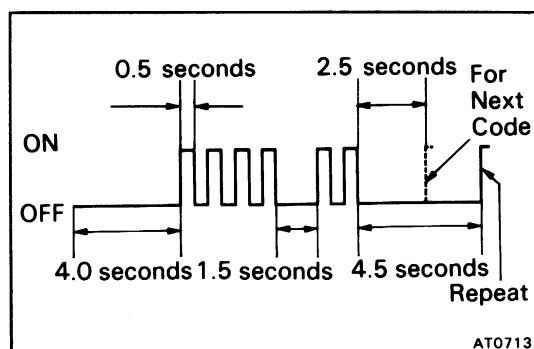 0.5 seconds
2.5 seconds
For
Next
Code
ON
OFF
4.0 seconds
1.5 seconds
4.5 seconds
Repeat
AT0713